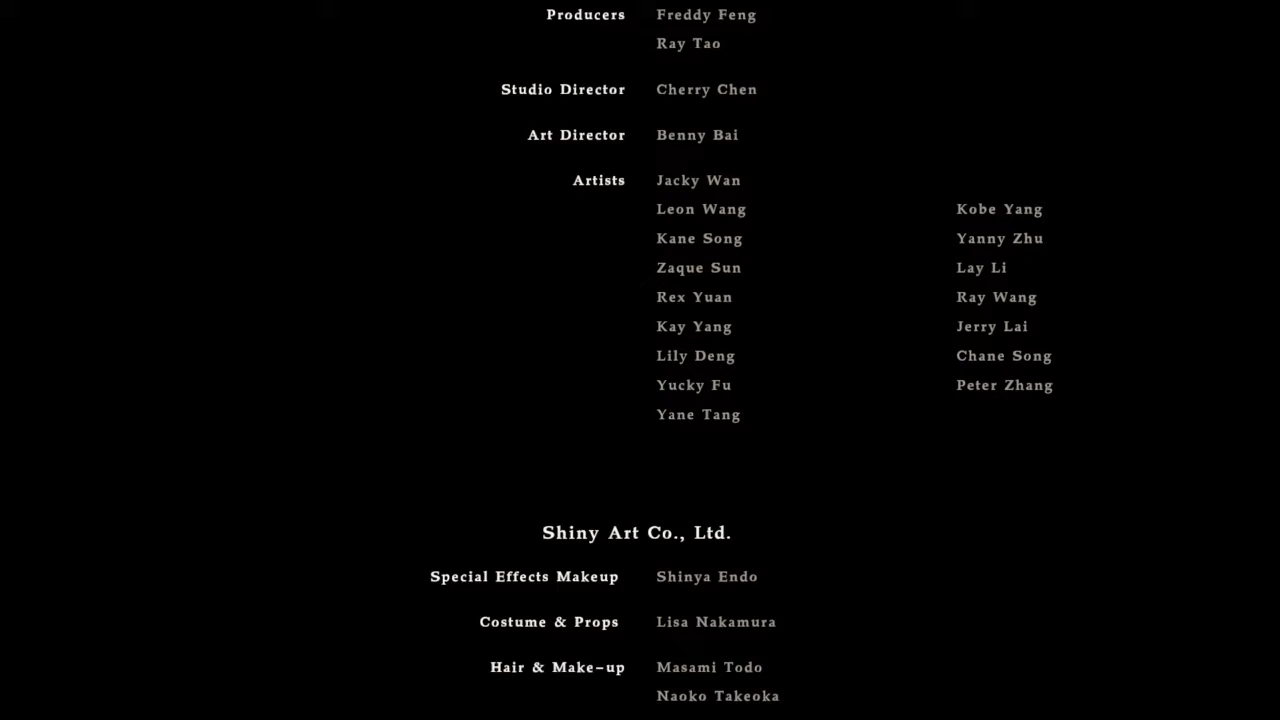 Producers Freddy Feng
Ray Tao
Studio Director Cherry Chen
Art Director Benny Bai
Artists Jacky Wan
Leon Wang Kobe Yang
Kane Song Yanny Zhu
Zaque Sun Lay Li
Rex Yuan Ray Wang
Kay Yang Jerry Lai
Lily Deng Chane Song
Yucky Fu Peter Zhang
Yane Tang
Shiny Art Co., Ltd.
Special Effects Makeup Shinya Endo
Costume & Props Lisa Nakamura
Hair & Make-up Masami Todo
Naoko Takeoka